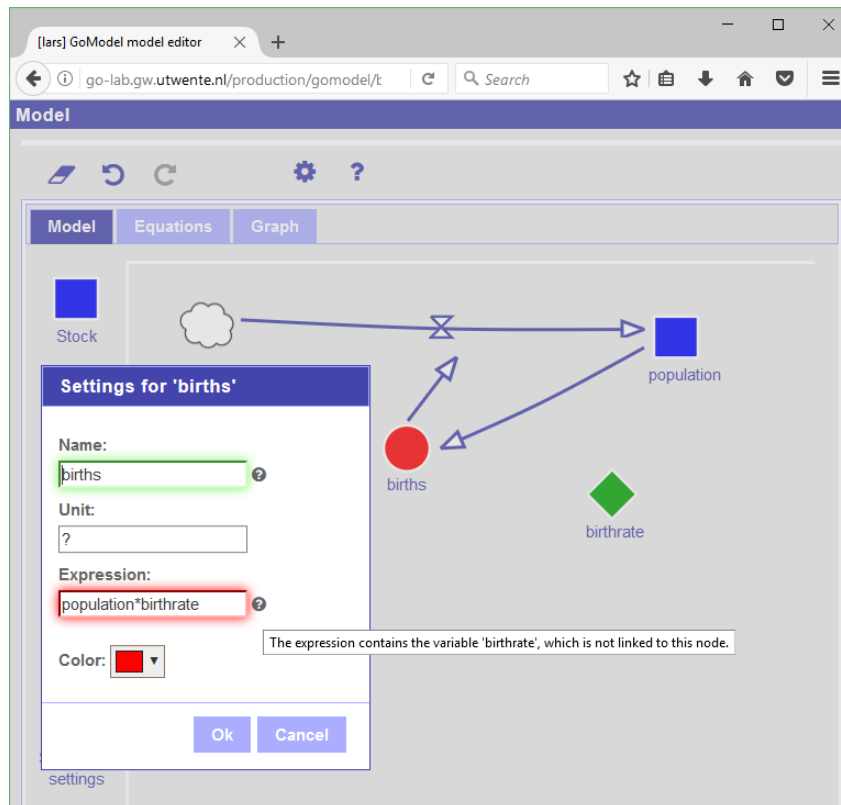 [lars] GoModel model editor
go-lab.gw.utwente.nl/production/gomodel/b
Search
Model
?
Model Equations Graph
Stock
population
births
birthrate
Settings for 'births'
Name:
births
?
Unit:
?
Expression:
population*birthrate
?
The expression contains the variable 'birthrate', which is not linked to this node.
Color:
Ok Cancel
settings